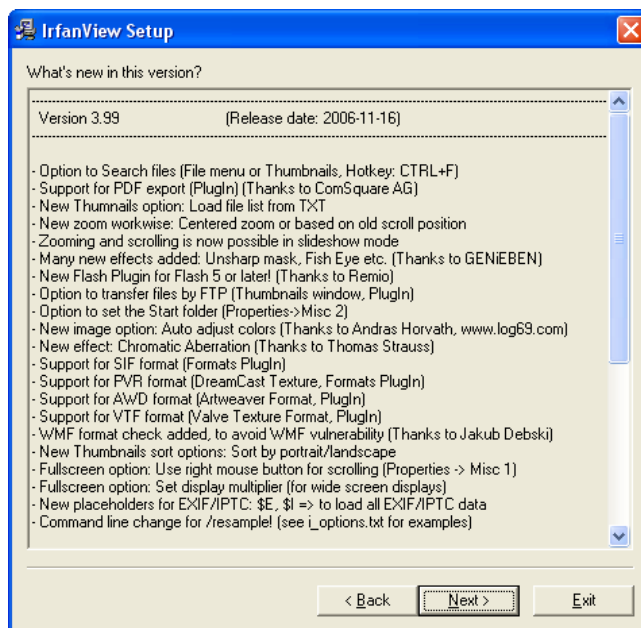 IrfanView Setup
What's new in this version?
Version 3.99 (Release date: 2006-11-16)
- Option to Search files (File menu or Thumbnails, Hotkey: CTRL+F)
- Support for PDF export (PlugIn) (Thanks to ComSquare AG)
- New Thumnails option: Load file list from TXT
- New zoom workwise: Centered zoom or based on old scroll position
- Zooming and scrolling is now possible in slideshow mode
- Many new effects added: Unsharp mask, Fish Eye etc. (Thanks to GENiEBEN)
- New Flash Plugin for Flash 5 or later! (Thanks to Remio)
- Option to transfer files by FTP (Thumbnails window, PlugIn)
- Option to set the Start folder (Properties->Misc 2)
- New image option: Auto adjust colors (Thanks to Andras Horvath, www.log69.com)
- New effect: Chromatic Aberration (Thanks to Thomas Strauss)
- Support for SIF format (Formats PlugIn)
- Support for PVR format (DreamCast Texture, Formats PlugIn)
- Support for AWD format (Artweaver Format, PlugIn)
- Support for VTF format (Valve Texture Format, PlugIn)
- WMF format check added, to avoid WMF vulnerability (Thanks to Jakub Debski)
- New Thumbnails sort options: Sort by portrait/landscape
- Fullscreen option: Use right mouse button for scrolling (Properties -> Misc 1)
- Fullscreen option: Set display multiplier (for wide screen displays)
- New placeholders for EXIF/IPTC: $E, $I => to load all EXIF/IPTC data
- Command line change for /resample! (see i_options.txt for examples)
< Back Next > Exit